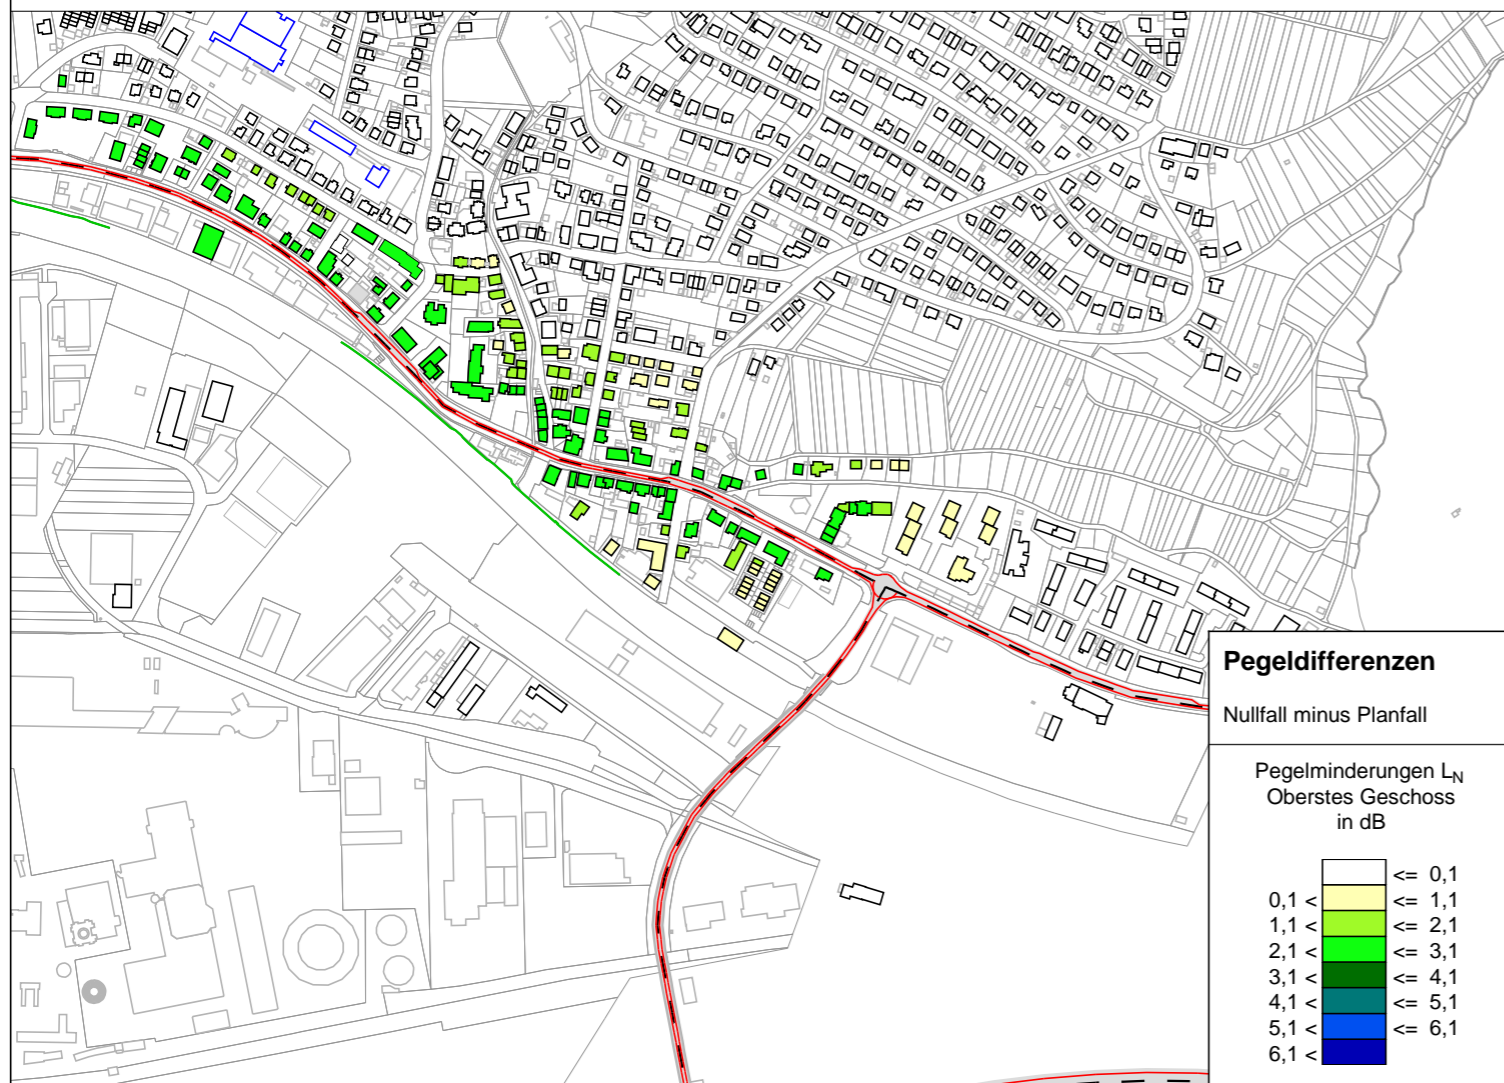 Pegeldifferenzen
Nullfall minus Planfall
Pegelminderungen LN
Oberstes Geschoss
in dB
<= 0,1
0,1 < <= 1,1
1,1 < <= 2,1
2,1 < <= 3,1
3,1 < <= 4,1
4,1 < <= 5,1
5,1 < <= 6,1
6,1 <